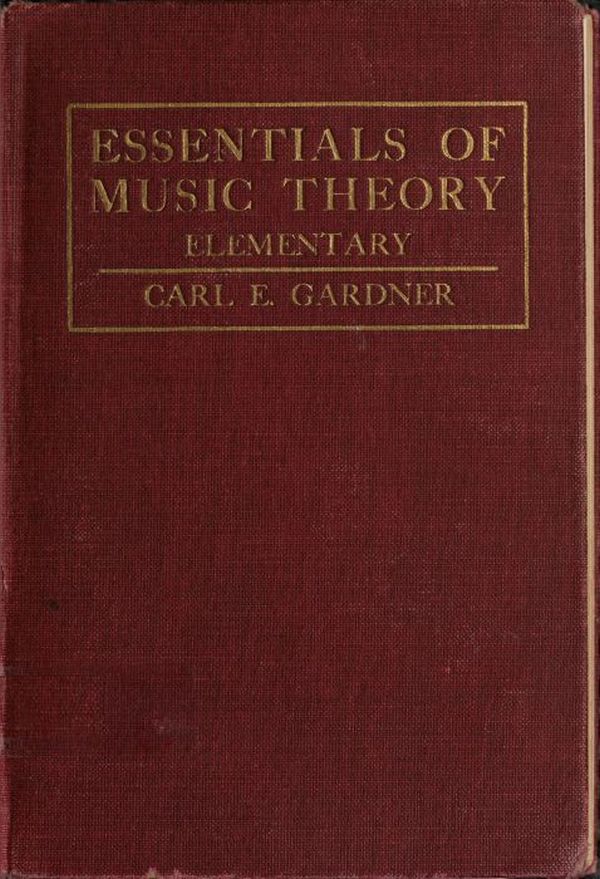 ESSENTIALS OF
MUSIC THEORY
ELEMENTARY
CARL E. GARDNER